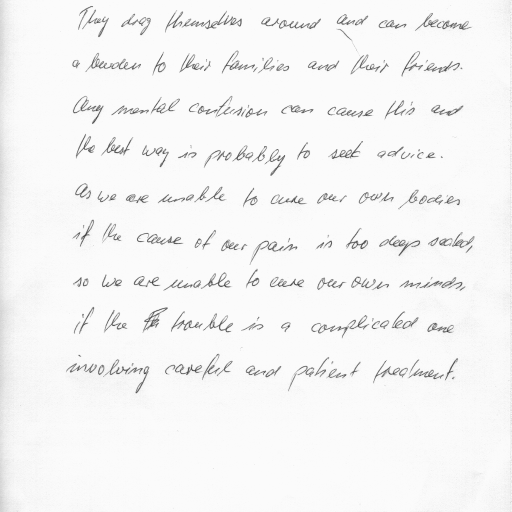 They drag themselves around and can become
a burden to their families and their friends.
Any mental confusion can cause this and
the best way is probably to seek advice.
As we are unable to cure our own bodies
if the cause of our pain is too deep seated,
so we are unable to cure our own minds,
if the trouble is a complicated one
involving careful and patient treatment.